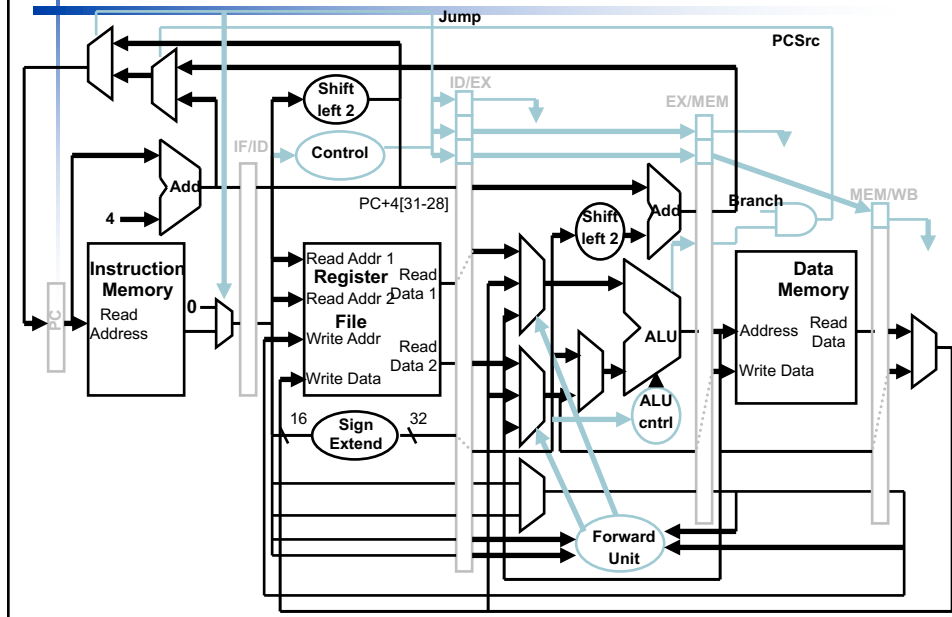 Jump
PCSrc
Shift
left 2
ID/EX
EX/MEM
IF/ID
Control
Add
PC+4[31-28]
4
Branch
MEM/WB
Shift
left 2
Add
Instruction
Memory
Read
Address
PC
0
Read Addr 1
Register
Read Addr 2
File
Write Addr
Write Data
Read
Data 1
Read
Data 2
ALU
ALU
cntrl
Data
Memory
Address
Read
Data
Write Data
16
Sign
Extend
32
Forward
Unit